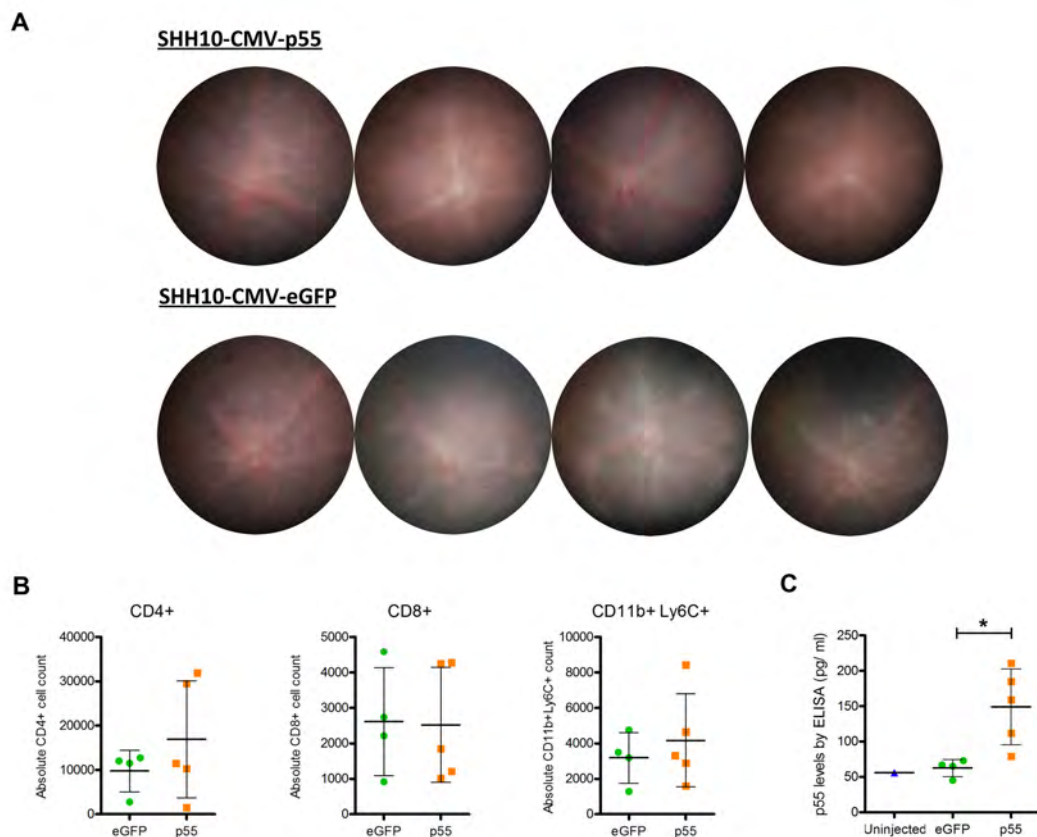 A
SHH10-CMV-p55
SHH10-CMV-eGFP
B
CD4+
Absolute CD4+ cell count
40000
30000
20000
10000
0
eGFP p55
CD8+
Absolute CD8+ cell count
5000
4000
3000
2000
1000
0
eGFP p55
CD11b+ Ly6C+
Absolute CD11b+Ly6C+ count
10000
8000
6000
4000
2000
0
eGFP p55
C
p55 levels by ELISA (pg/ ml)
250
200
150
100
50
0
*
Uninjected eGFP p55